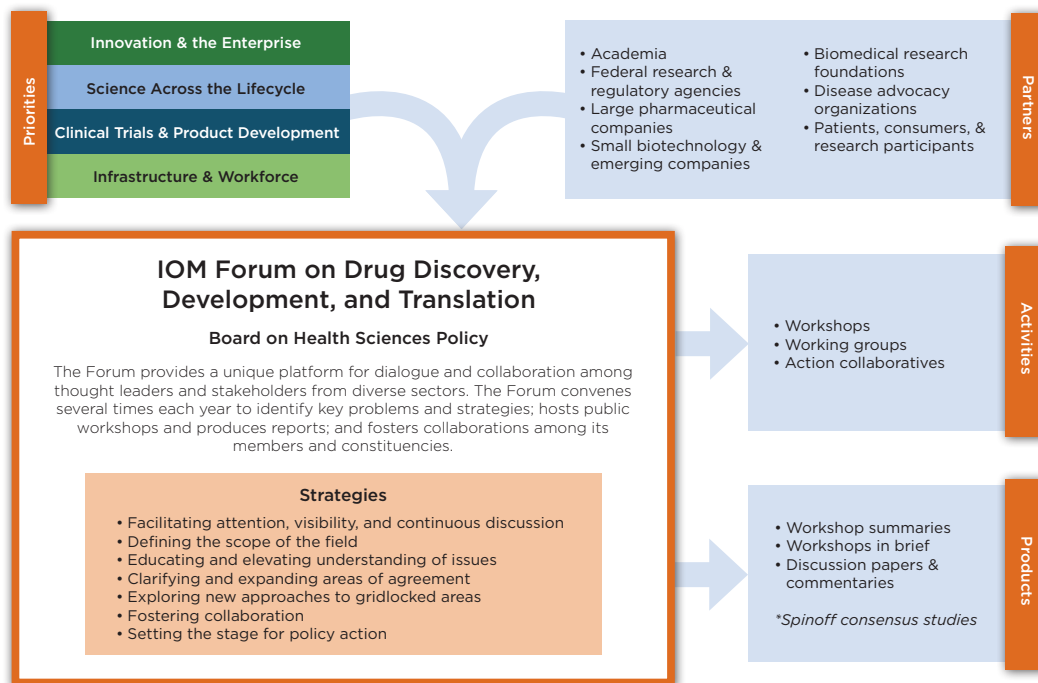 Priorities
Innovation & the Enterprise
Science Across the Lifecycle
Clinical Trials & Product Development
Infrastructure & Workforce
• Academia
• Federal research &
regulatory agencies
• Large pharmaceutical
companies
• Small biotechnology &
emerging companies
• Biomedical research
foundations
• Disease advocacy
organizations
• Patients, consumers, &
research participants
Partners
IOM Forum on Drug Discovery,
Development, and Translation
Board on Health Sciences Policy
The Forum provides a unique platform for dialogue and collaboration among
thought leaders and stakeholders from diverse sectors. The Forum convenes
several times each year to identify key problems and strategies; hosts public
workshops and produces reports; and fosters collaborations among its
members and constituencies.
Strategies
• Facilitating attention, visibility, and continuous discussion
• Defining the scope of the field
• Educating and elevating understanding of issues
• Clarifying and expanding areas of agreement
• Exploring new approaches to gridlocked areas
• Fostering collaboration
• Setting the stage for policy action
• Workshops
• Working groups
• Action collaboratives
Activities
• Workshop summaries
• Workshops in brief
• Discussion papers &
commentaries
*Spinoff consensus studies
Products